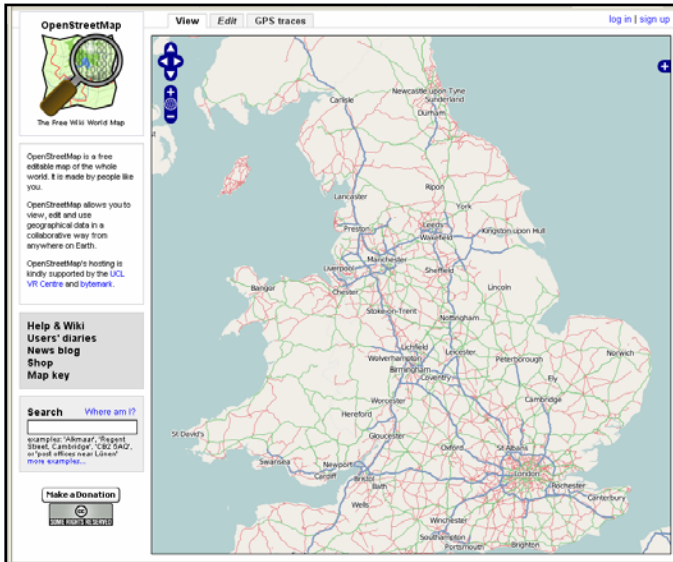 OpenStreetMap
The Free Wiki World Map
View
Edit
GPS traces
log in | sign up
OpenStreetMap is a free
editable map of the whole
world. It is made by people like
you.
OpenStreetMap allows you to
view, edit and use
geographical data in a
collaborative way from
anywhere on Earth.
OpenStreetMap's hosting is
kindly supported by the UCL
VR Centre and bytemark.
Help & Wiki
Users' diaries
News blog
Shop
Map key
Search
Where am I?
examples: 'Alkmaar', 'Regent
Street, Cambridge', 'CB2 5AQ',
or 'post offices near Lünen'
more examples...
Make a Donation
SOME RIGHTS RESERVED
Carlisle
Newcastle upon Tyne
Sunderland
Durham
Lancaster
Ripon
York
Preston
Leeds
Wakefield
Kingston upon Hull
Manchester
Liverpool
Sheffield
Chester
Bangor
Lincoln
Stoke-on-Trent
Nottingham
Lichfield
Wolverhampton
Leicester
Peterborough
Norwich
Birmingham
Coventry
Ely
Cambridge
Worcester
Hereford
St David's
Gloucester
Oxford
St Albans
Swansea
Newport
Cardiff
Bristol
Bath
London
Rochester
Canterbury
Wells
Winchester
Southampton
Portsmouth
Brighton